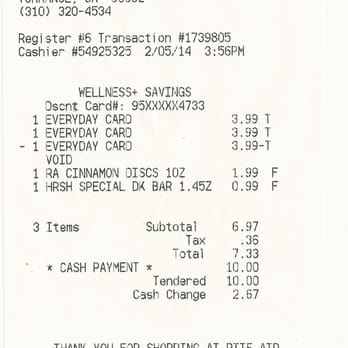 (310) 320-4534
Register #6 Transaction #1739805
Cashier #54925325 2/05/14 3:56PM
WELLNESS+ SAVINGS
Dscnt Card#: 95XXXXX4733
1 EVERYDAY CARD 3.99 T
1 EVERYDAY CARD 3.99 T
- 1 EVERYDAY CARD 3.99-T
VOID
1 RA CINNAMON DISCS 10Z 1.99 F
1 HRSH SPECIAL DK BAR 1.45Z 0.99 F
3 Items Subtotal 6.97
Tax .36
Total 7.33
* CASH PAYMENT * 10.00
Tendered 10.00
Cash Change 2.67
THANK YOU FOR SHOPPING AT RITE AID